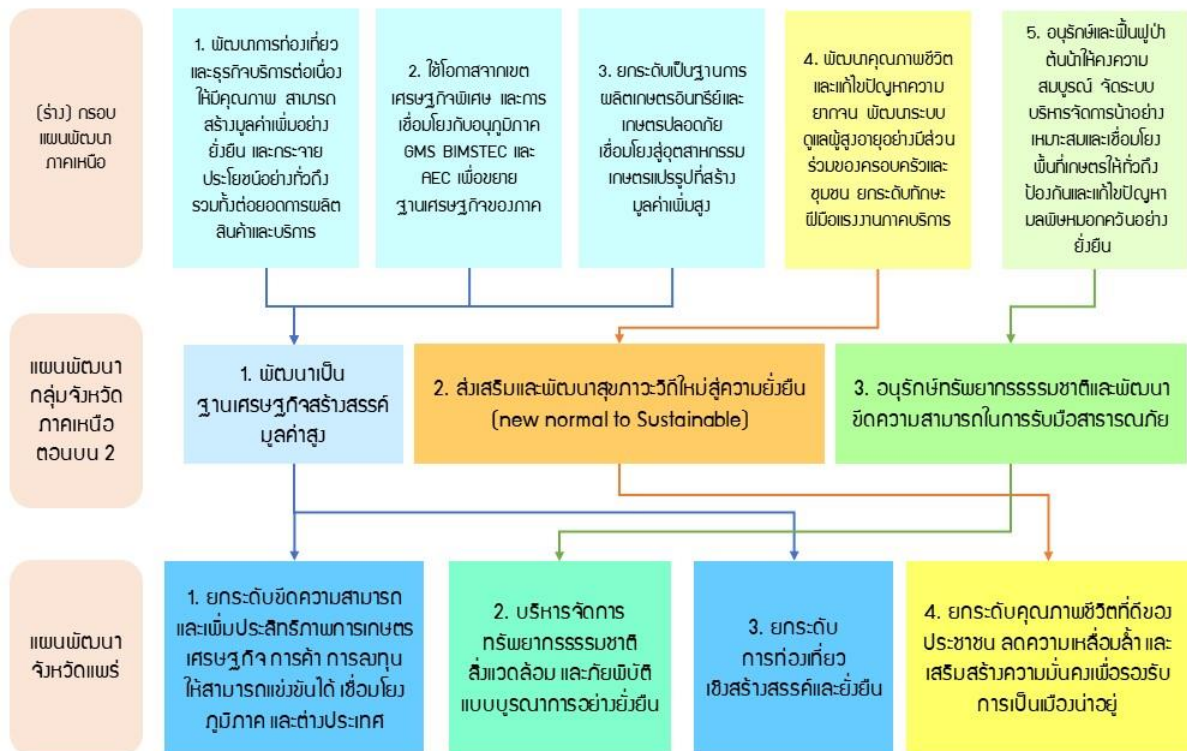 (ร่าง) กรอบ
แผนพัฒนา
ภาคเหนือ
1. พัฒนาการท่องเที่ยว
และธุรกิจบริการต่อเนื่อง
ให้มีคุณภาพ สามารถ
สร้างมูลค่าเพิ่มอย่าง
ยั่งยืน และกระจาย
ประโยชน์อย่างทั่วถึง
รวมทั้งต่อยอดการผลิต
สินค้าและบริการ
2. ใช้โอกาสจากเขต
เศรษฐกิจพิเศษ และการ
เชื่อมโยงกับอนุภูมิภาค
GMS BIMSTEC และ
AEC เพื่อขยาย
ฐานเศรษฐกิจของภาค
3. ยกระดับเป็นฐานการ
ผลิตเกษตรอินทรีย์และ
เกษตรปลอดภัย
เชื่อมโยงสู่อุตสาหกรรม
เกษตรแปรรูปที่สร้าง
มูลค่าเพิ่มสูง
4. พัฒนาคุณภาพชีวิต
และแก้ไขปัญหาความ
ยากจน พัฒนาระบบ
ดูแลผู้สูงอายุอย่างมีส่วน
ร่วมของครอบครัวและ
ชุมชน ยกระดับทักษะ
ฝีมือแรงงานภาคบริการ
5. อนุรักษ์และฟื้นฟูป่า
ต้นน้ำให้คงความ
สมบูรณ์ จัดระบบ
บริหารจัดการน้ำอย่าง
เหมาะสมและเชื่อมโยง
พื้นที่เกษตรให้ทั่วถึง
ป้องกันและแก้ไขปัญหา
มลพิษหมอกควันอย่าง
ยั่งยืน
แผนพัฒนา
กลุ่มจังหวัด
ภาคเหนือ
ตอนบน 2
1. พัฒนาเป็น
ฐานเศรษฐกิจสร้างสรรค์
มูลค่าสูง
2. ส่งเสริมและพัฒนาสุขภาวะวิถีใหม่สู่ความยั่งยืน
(new normal to Sustainable)
3. อนุรักษ์ทรัพยากรธรรมชาติและพัฒนา
ขีดความสามารถในการรับมือสาธารณภัย
แผนพัฒนา
จังหวัดแพร่
1. ยกระดับขีดความสามารถ
และเพิ่มประสิทธิภาพการเกษตร
เศรษฐกิจ การค้า การลงทุน
ให้สามารถแข่งขันได้ เชื่อมโยง
ภูมิภาค และต่างประเทศ
2. บริหารจัดการ
ทรัพยากรธรรมชาติ
สิ่งแวดล้อม และภัยพิบัติ
แบบบูรณาการอย่างยั่งยืน
3. ยกระดับ
การท่องเที่ยว
เชิงสร้างสรรค์และยั่งยืน
4. ยกระดับคุณภาพชีวิตที่ดีของ
ประชาชน ลดความเหลื่อมล้ำ และ
เสริมสร้างความมั่นคงเพื่อรองรับ
การเป็นเมืองน่าอยู่